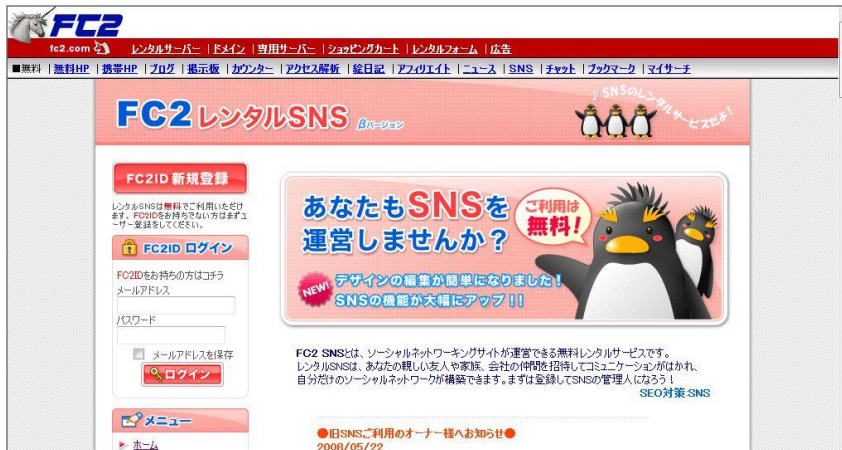 FC2
fc2.com
レンタルサーバー | ドメイン | 専用サーバー | ショッピングカート | レンタルフォーム | 広告
■無料 | 無料HP | 携帯HP | ブログ | 掲示板 | カウンター | アクセス解析 | 絵日記 | アフィリエイト | ニュース | SNS | チャット | ブックマーク | マイサーチ
FC2レンタルSNS βバージョン
♪SNSのレンタルサービスだよ!
FC2ID 新規登録
レンタルSNSは無料でご利用いただけ
ます。FC2IDをお持ちでない方はまずユ
ーザー登録をしてください。
FC2ID ログイン
FC2IDをお持ちの方はコチラ
メールアドレス
パスワード
メールアドレスを保存
ログイン
メニュー
ホーム
あなたもSNSを
運営しませんか？
ご利用は
無料!
NEW!
デザインの編集が簡単になりました！
SNSの機能が大幅にアップ！！
FC2 SNSとは、ソーシャルネットワーキングサイトが運営できる無料レンタルサービスです。
レンタルSNSは、あなたの親しい友人や家族、会社の仲間を招待してコミュニケーションがはかれ、
自分だけのソーシャルネットワークが構築できます。まずは登録してSNSの管理人になろう！
SEO対策:SNS
●旧SNSご利用のオーナー様へお知らせ●
2008/05/22